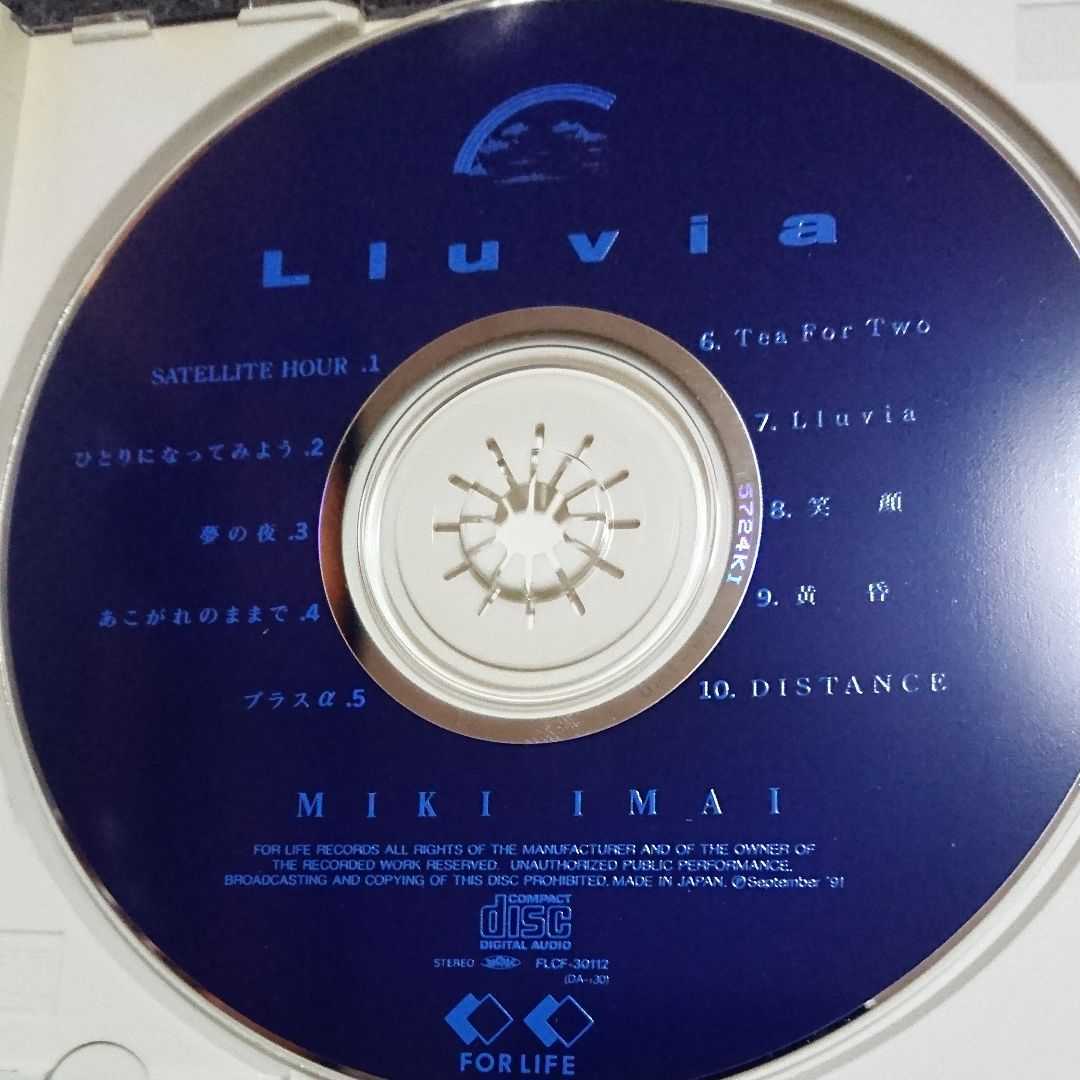 Lluvia
SATELLITE HOUR .1
ひとりになってみよう .2
夢の夜 .3
あこがれのままで .4
プラスα .5
6. Tea For Two
7. Lluvia
8. 笑顔
9. 黄昏
10. DISTANCE
5724K1
MIKI IMAI
FOR LIFE RECORDS ALL RIGHTS OF THE MANUFACTURER AND OF THE OWNER OF
THE RECORDED WORK RESERVED. UNAUTHORIZED PUBLIC PERFORMANCE.
BROADCASTING AND COPYING OF THIS DISC PROHIBITED. MADE IN JAPAN. ℗September '91
COMPACT
disc
DIGITAL AUDIO
STEREO FLCF-30112
FOR LIFE